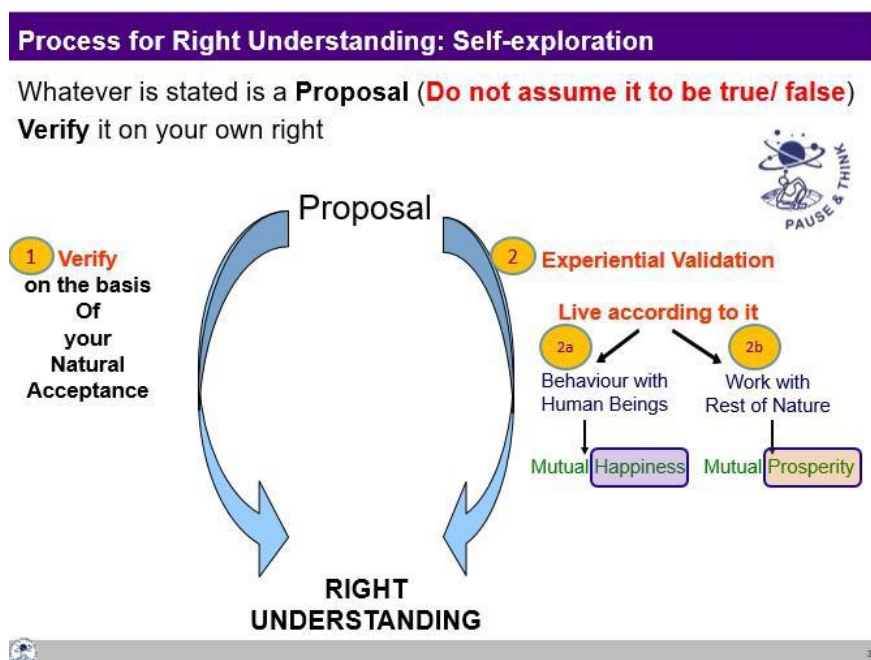 Process for Right Understanding: Self-exploration
Whatever is stated is a Proposal (Do not assume it to be true/ false)
Verify it on your own right
PAUSE & THINK
Proposal
1 Verify
on the basis
Of
your
Natural
Acceptance
2 Experiential Validation
Live according to it
2a
2b
Behaviour with
Human Beings
Work with
Rest of Nature
Mutual Happiness
Mutual Prosperity
RIGHT
UNDERSTANDING